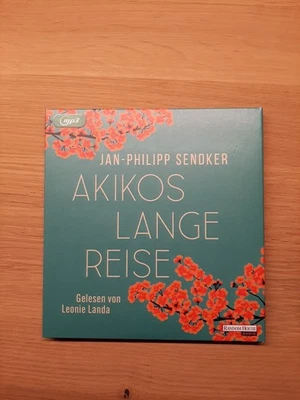 mp3
JAN-PHILIPP SENDKER
AKIKOS
LANGE
REISE
Gelesen von
Leonie Landa
RANDOM HOUSE